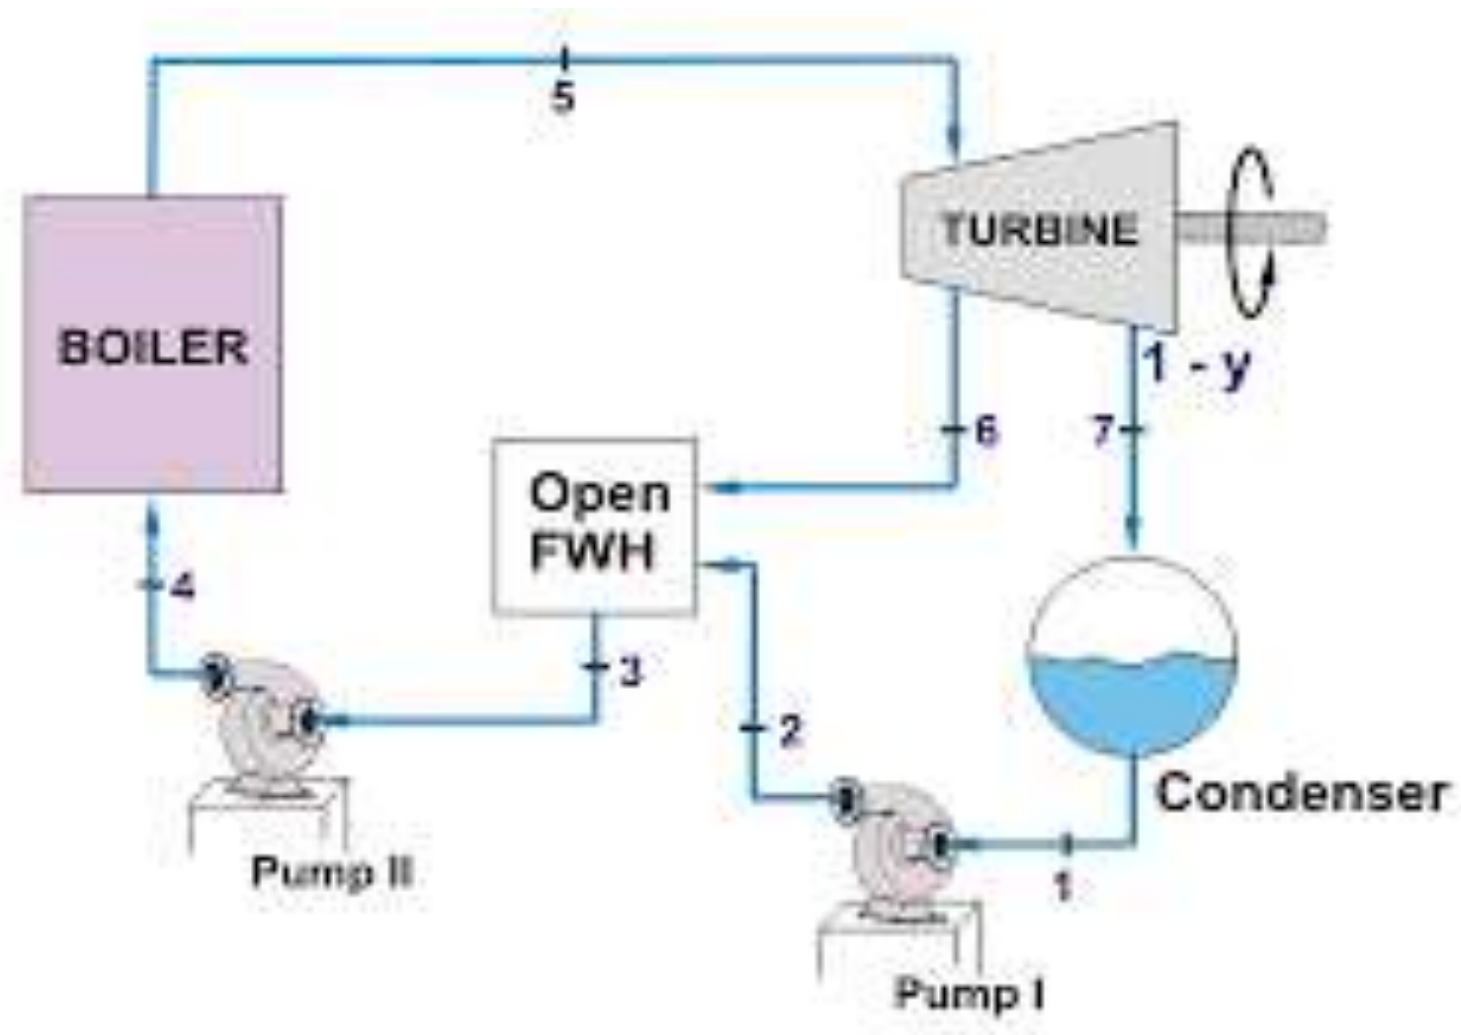 5
TURBINE
BOILER
1 - y
6
7
Open
FWH
4
3
2
Condenser
Pump II
1
Pump I